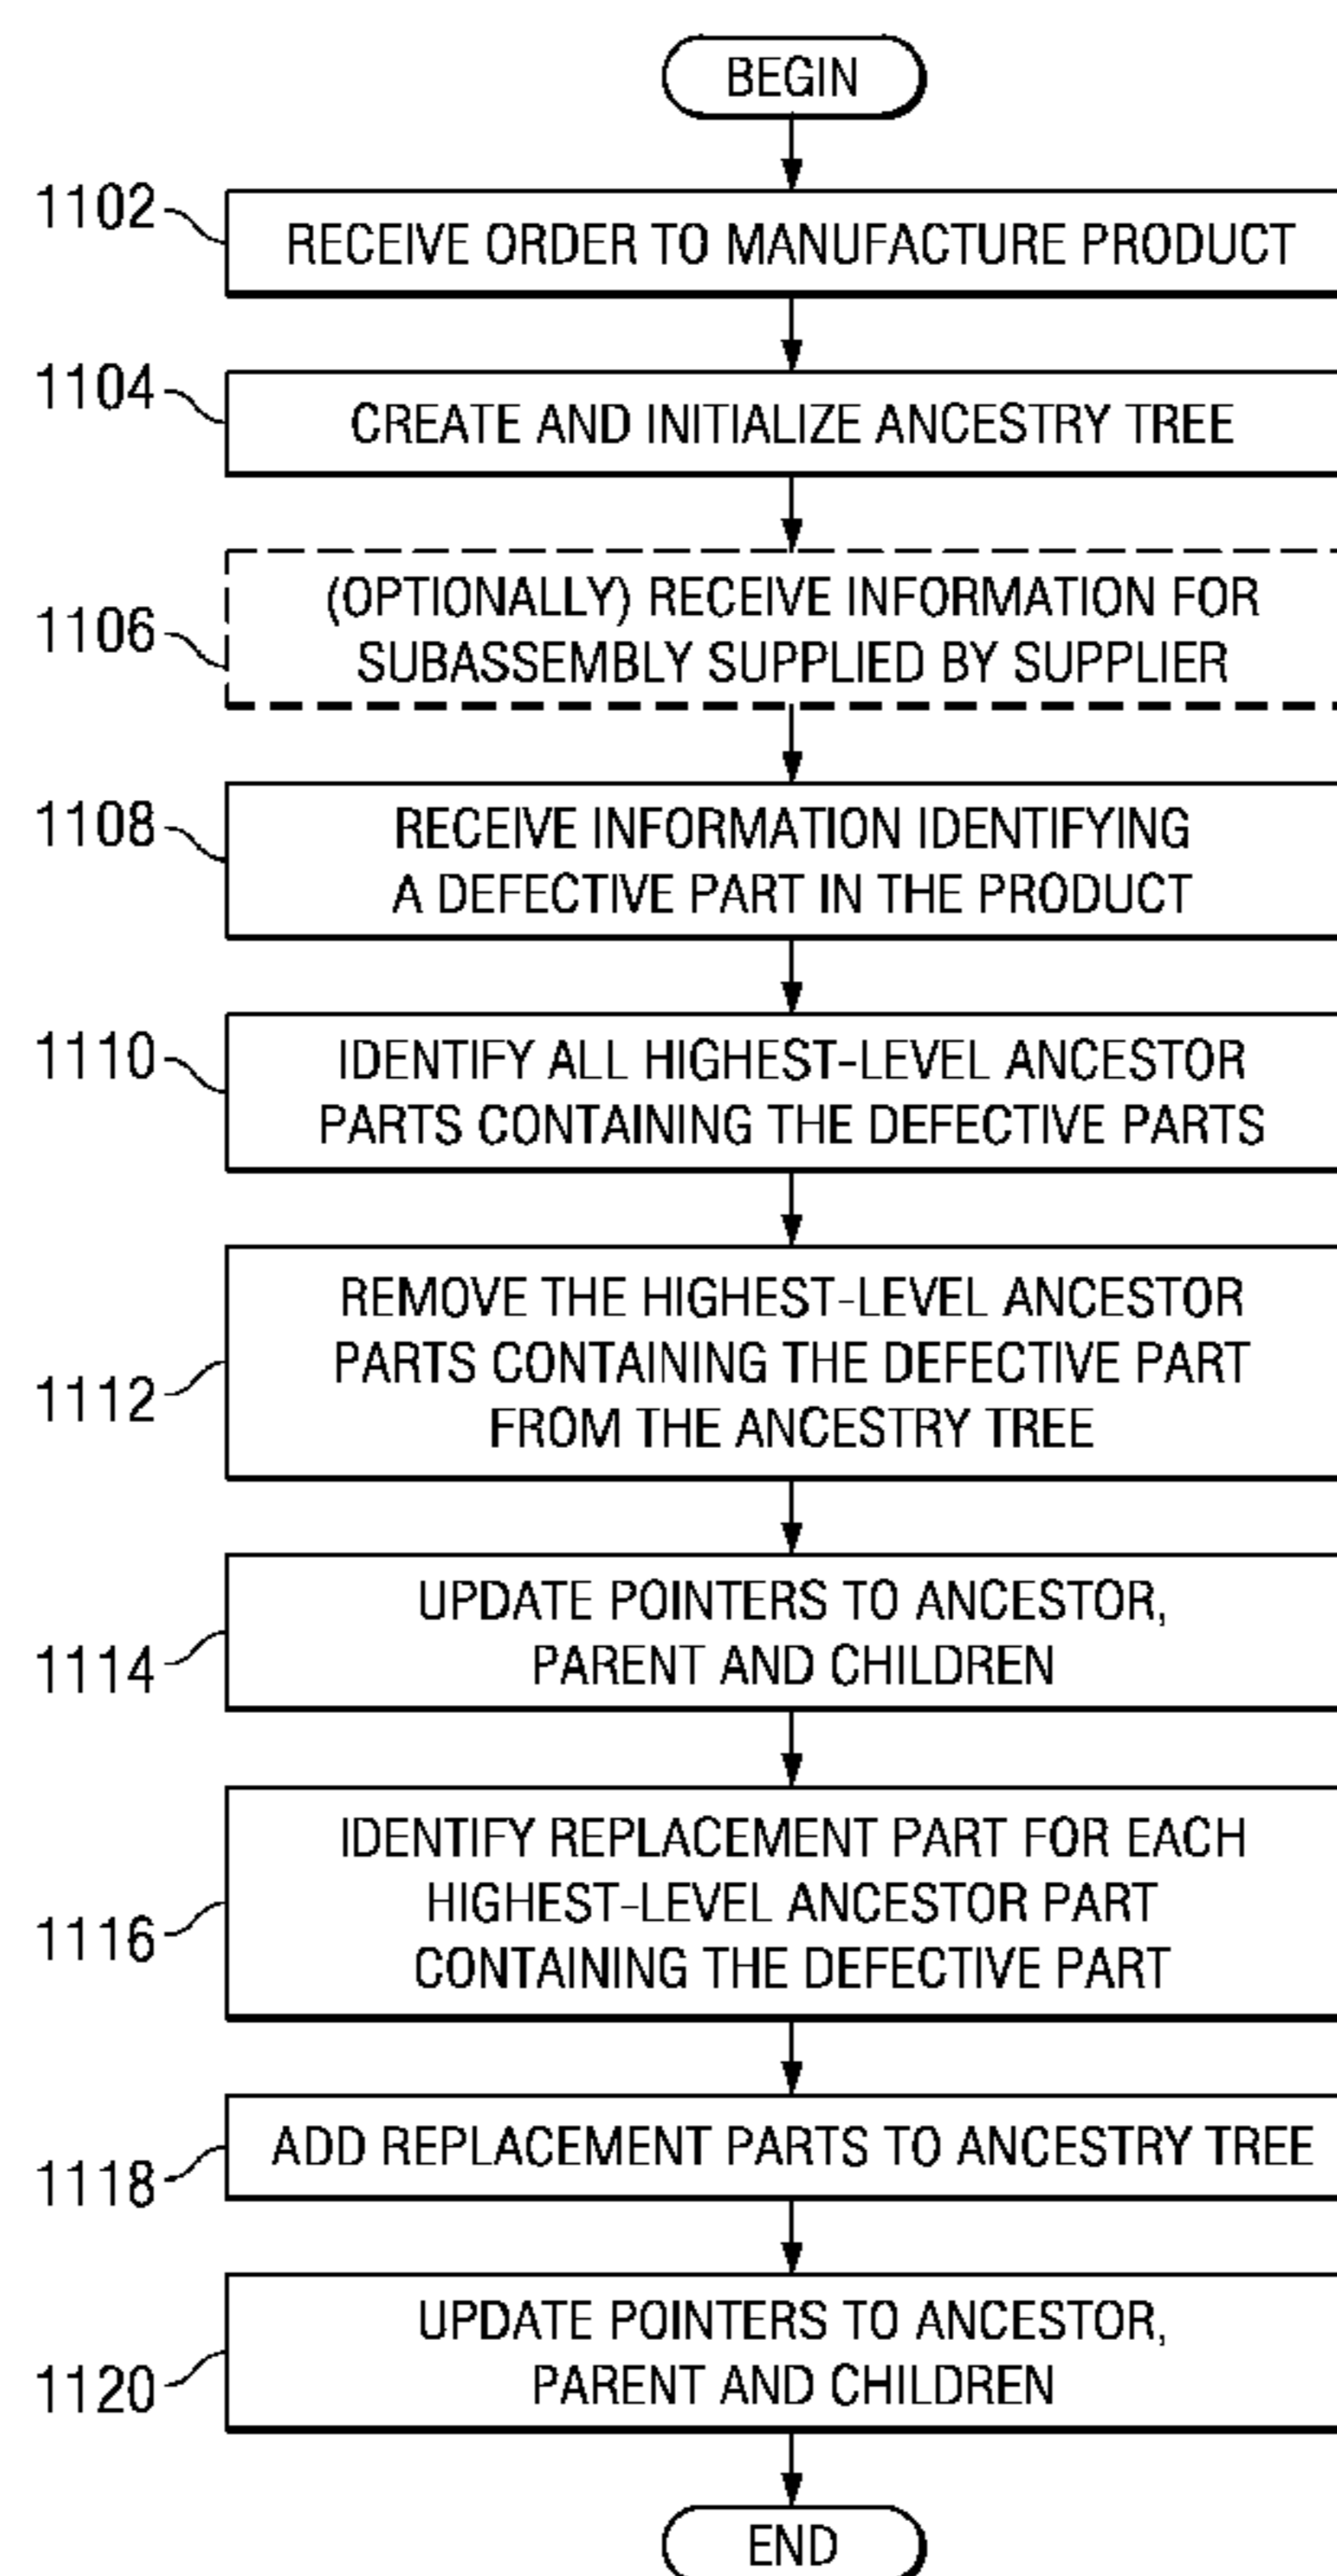 BEGIN
1102
RECEIVE ORDER TO MANUFACTURE PRODUCT
1104
CREATE AND INITIALIZE ANCESTRY TREE
1106
(OPTIONALLY) RECEIVE INFORMATION FOR
SUBASSEMBLY SUPPLIED BY SUPPLIER
1108
RECEIVE INFORMATION IDENTIFYING
A DEFECTIVE PART IN THE PRODUCT
1110
IDENTIFY ALL HIGHEST-LEVEL ANCESTOR
PARTS CONTAINING THE DEFECTIVE PARTS
1112
REMOVE THE HIGHEST-LEVEL ANCESTOR
PARTS CONTAINING THE DEFECTIVE PART
FROM THE ANCESTRY TREE
1114
UPDATE POINTERS TO ANCESTOR,
PARENT AND CHILDREN
1116
IDENTIFY REPLACEMENT PART FOR EACH
HIGHEST-LEVEL ANCESTOR PART
CONTAINING THE DEFECTIVE PART
1118
ADD REPLACEMENT PARTS TO ANCESTRY TREE
1120
UPDATE POINTERS TO ANCESTOR,
PARENT AND CHILDREN
END